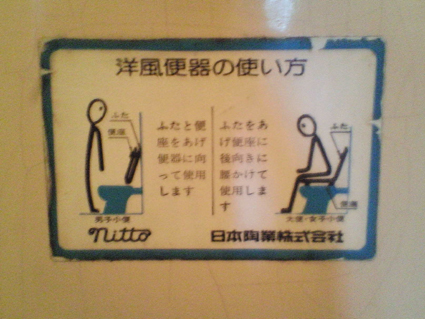 洋風便器の使い方
ふた
便座
ふたと便
座をあげ
便器に向
って使用
します
男子小便
ふたをあ
げ便座に
後向きに
腰かけて
使用しま
す
ふた
便座
大便・女子小便
nitto
日本陶業株式会社